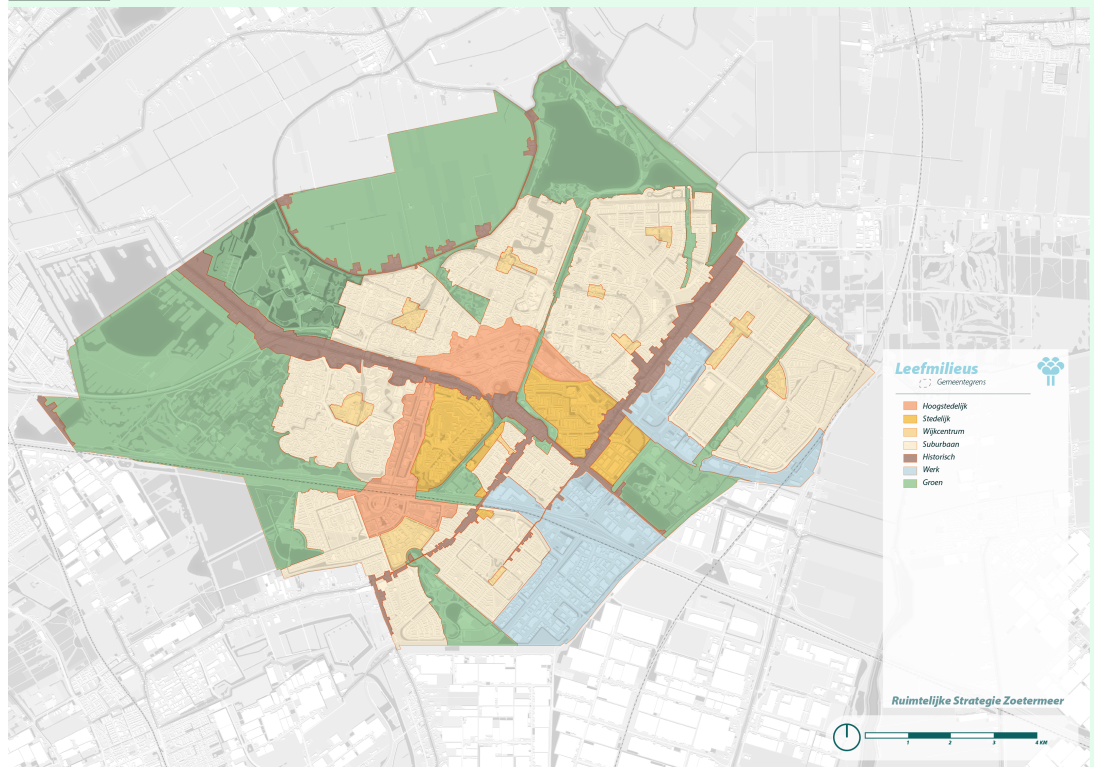 Leefmilieus
Gemeentegrens
Hoogstedelijk
Stedelijk
Wijkcentrum
Suburbaan
Historisch
Werk
Groen
Ruimtelijke Strategie Zoetermeer
1 2 3 4 KM